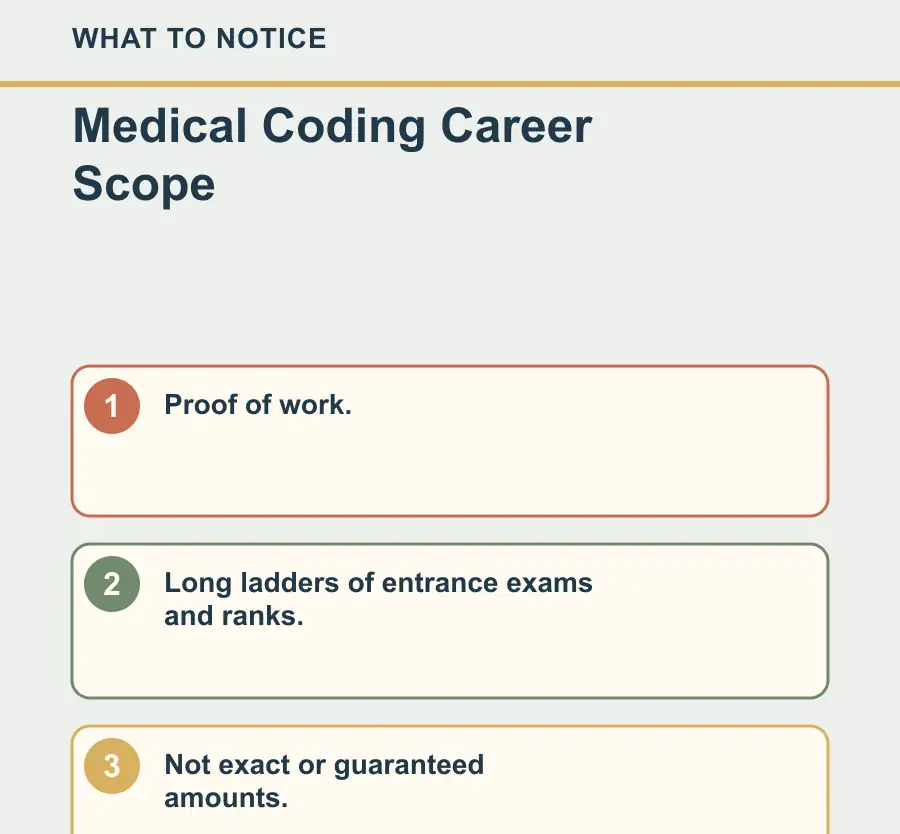 WHAT TO NOTICE
Medical Coding Career
Scope
1
Proof of work.
2
Long ladders of entrance exams
and ranks.
3
Not exact or guaranteed
amounts.